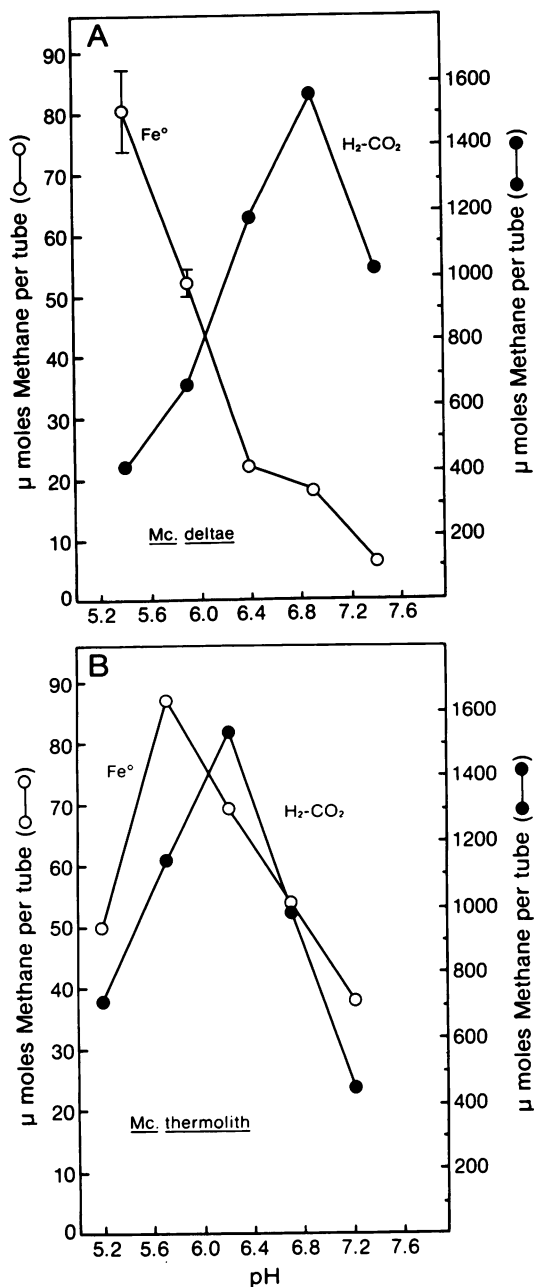 A
90
80
70
60
50
40
30
20
10
0
µ moles Methane per tube (○—○)
Fe°
H₂-CO₂
Mc. deltae
1600
1400
1200
1000
800
600
400
200
µ moles Methane per tube (●—●)
5.2 5.6 6.0 6.4 6.8 7.2 7.6
B
90
80
70
60
50
40
30
20
10
0
µ moles Methane per tube (○—○)
Fe°
H₂-CO₂
Mc. thermolith
1600
1400
1200
1000
800
600
400
200
µ moles Methane per tube (●—●)
5.2 5.6 6.0 6.4 6.8 7.2 7.6
pH